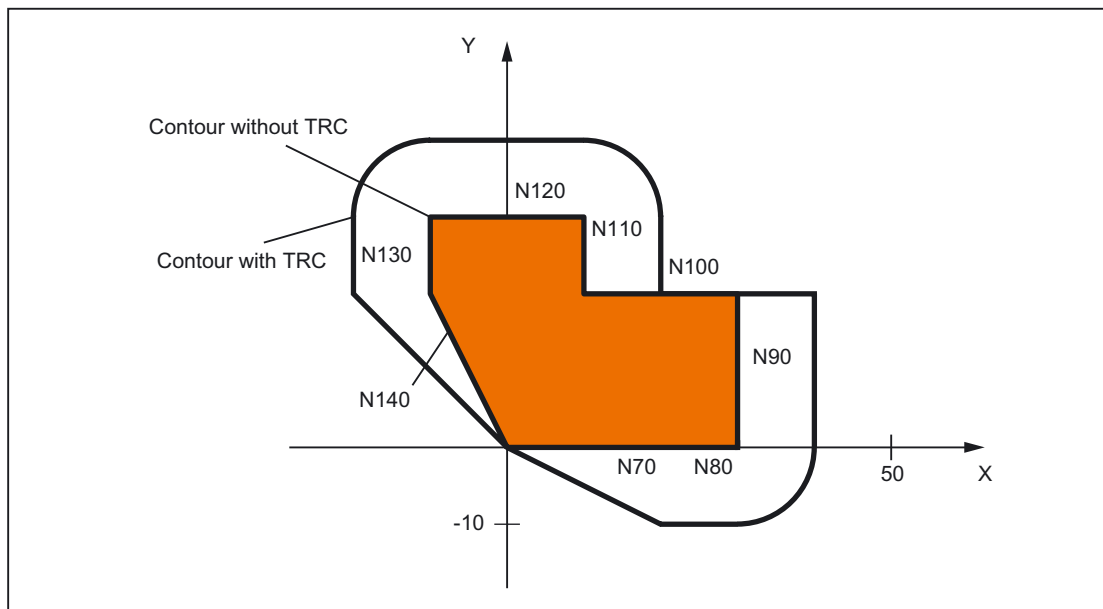 Y
Contour without TRC
N120
N110
N130
Contour with TRC
N100
N90
N140
N70
N80
50
X
-10